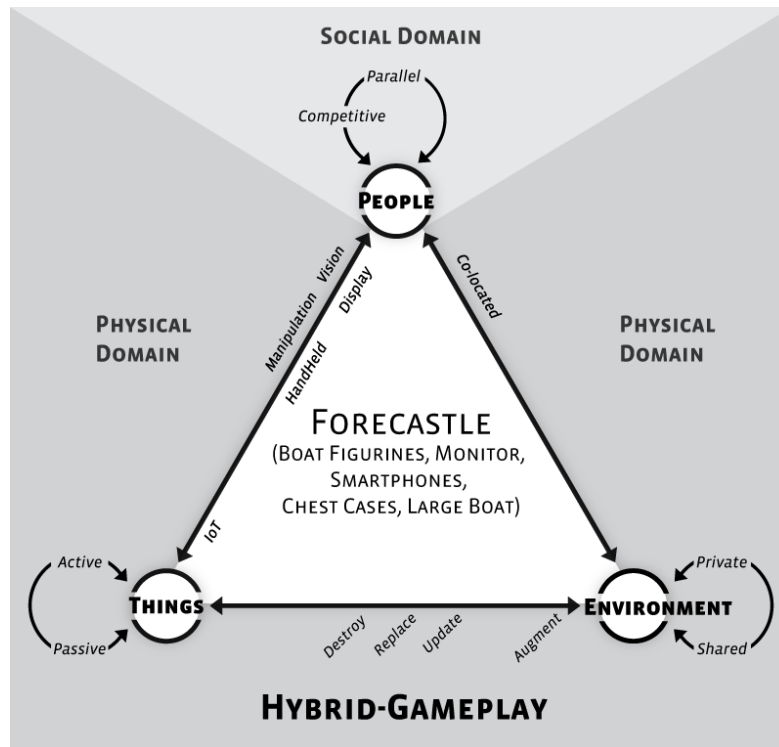 Social Domain
Parallel
Competitive
People
Vision
Manipulation
Display
HandHeld
IoT
Co-located
Physical
Domain
Physical
Domain
Forecastle
(Boat Figurines, Monitor,
Smartphones,
Chest Cases, Large Boat)
Active
Things
Passive
Private
Environment
Shared
Destroy
Replace
Update
Augment
Hybrid-Gameplay